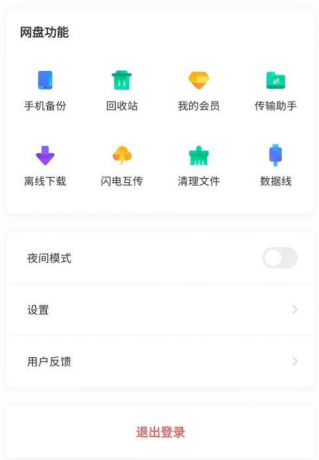 网盘功能
手机备份 回收站 我的会员 传输助手
离线下载 闪电互传 清理文件 数据线
夜间模式
设置
用户反馈
退出登录